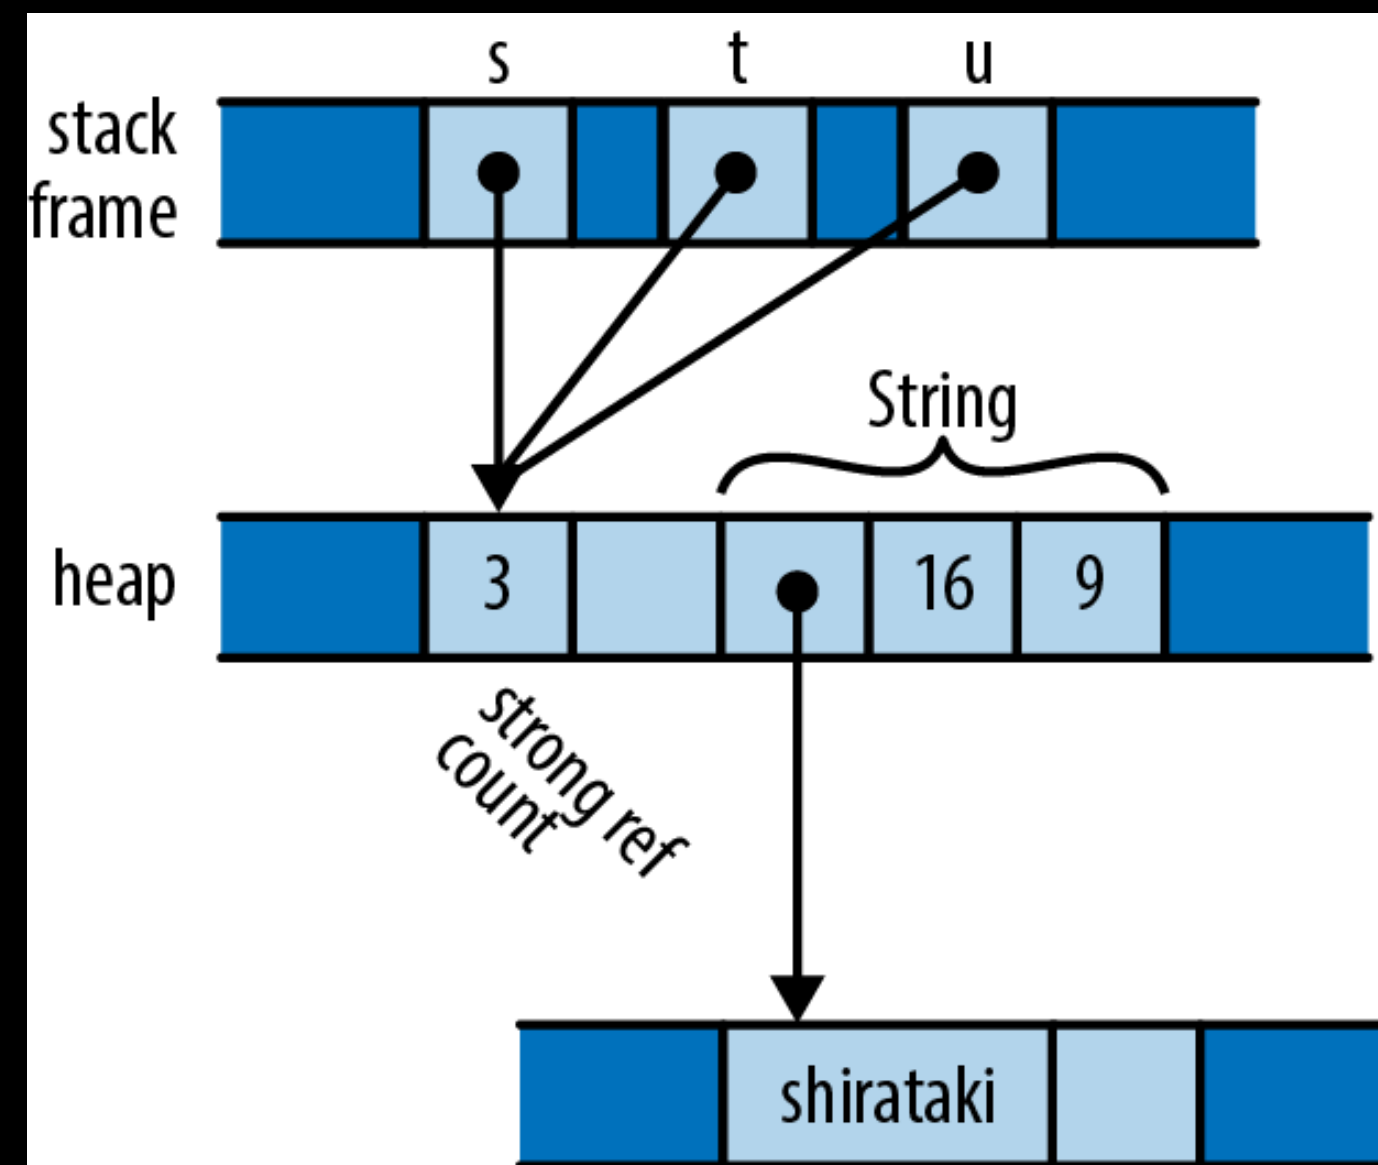 s t u
stack
frame
String
heap
3 16 9
strong ref
count
shirataki